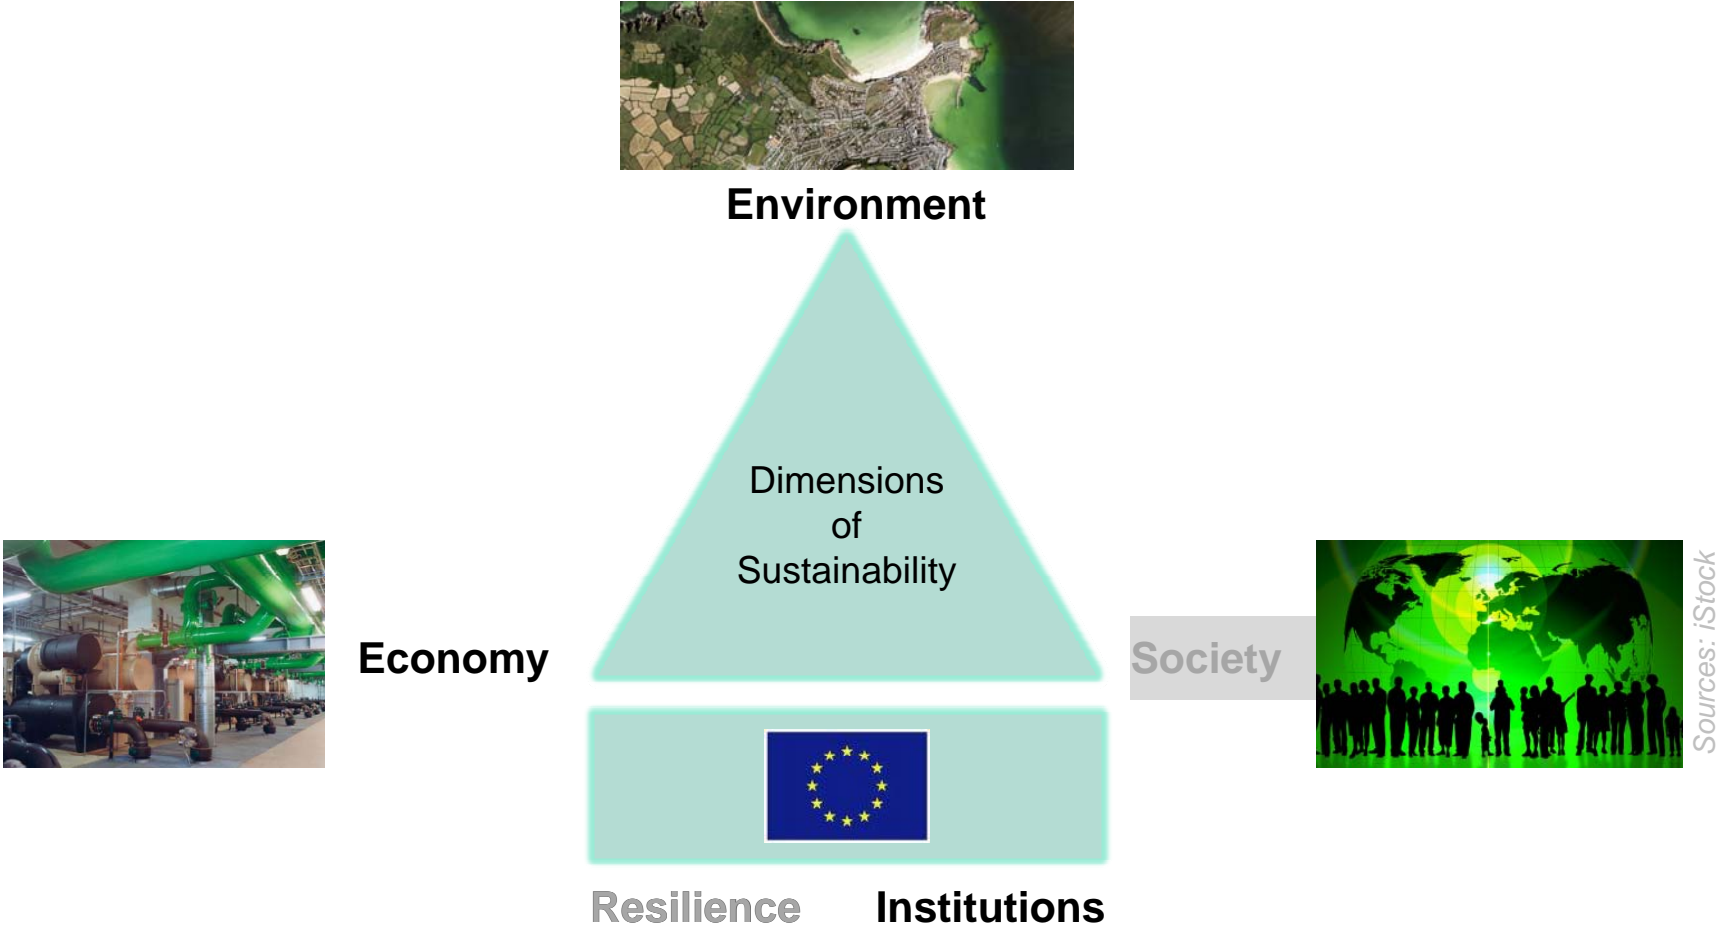 Environment
Dimensions
of
Sustainability
Economy
Society
Sources: iStock
Resilience
Institutions